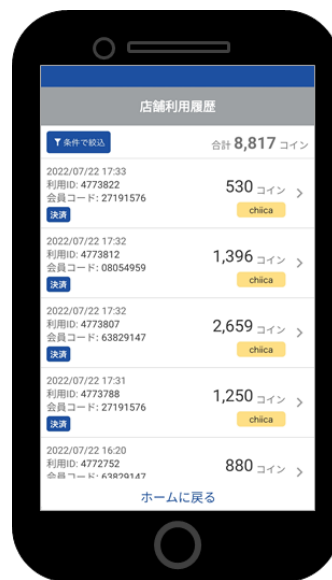 店舗利用履歴
条件で絞込
合計 8,817 コイン
2022/07/22 17:33
利用ID: 4773822
会員コード: 27191576
決済
530 コイン
chiica
2022/07/22 17:32
利用ID: 4773812
会員コード: 08054959
決済
1,396 コイン
chiica
2022/07/22 17:32
利用ID: 4773807
会員コード: 63829147
決済
2,659 コイン
chiica
2022/07/22 17:31
利用ID: 4773788
会員コード: 27191576
決済
1,250 コイン
chiica
2022/07/22 16:20
利用ID: 4772752
会員コード: 63829147
880 コイン
ホームに戻る